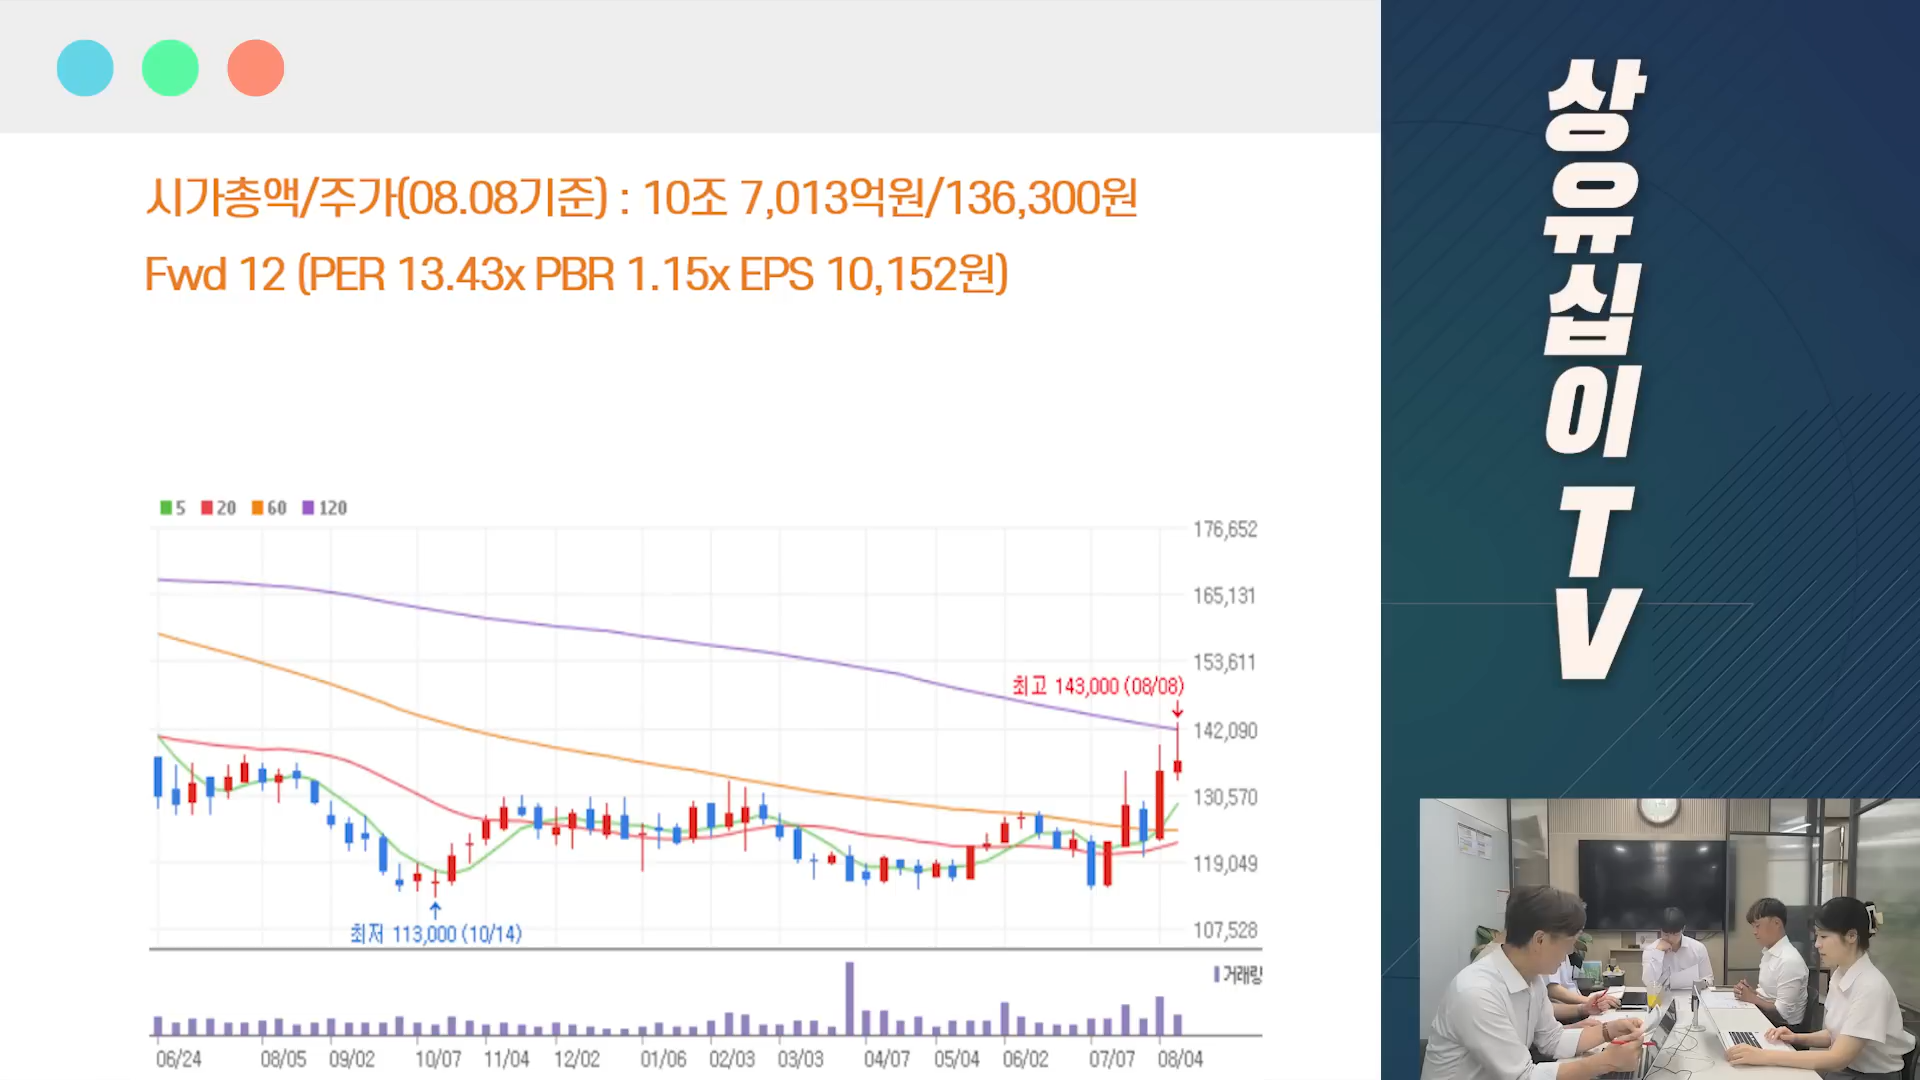 시가총액/주가(08.08기준) : 10조 7,013억원/136,300원
Fwd 12 (PER 13.43x PBR 1.15x EPS 10,152원)
5 20 60 120
176,652
165,131
153,611
최고 143,000 (08/08)
142,090
130,570
119,049
최저 113,000 (10/14)
107,528
거래량
06/24 08/05 09/02 10/07 11/04 12/02 01/06 02/03 03/03 04/07 05/04 06/02 07/07 08/04
상유십이 TV